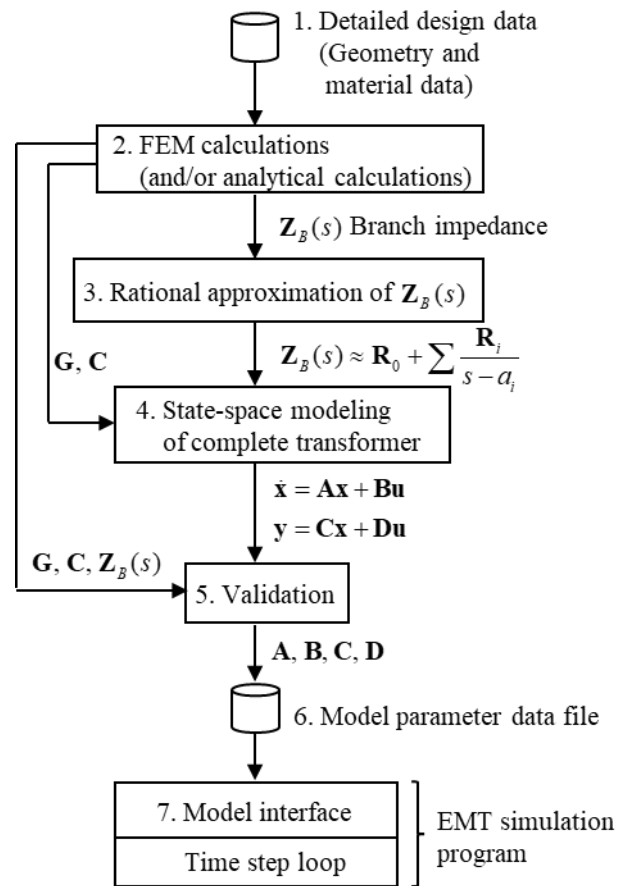 1. Detailed design data
(Geometry and
material data)
2. FEM calculations
(and/or analytical calculations)
𝐙_B(s) Branch impedance
3. Rational approximation of 𝐙_B(s)
𝐙_B(s) ≈ 𝐑₀ + ∑ 𝐑_i / (s − a_i)
𝐆, 𝐂
4. State-space modeling
of complete transformer
ẋ = 𝐀𝐱 + 𝐁𝐮
𝐲 = 𝐂𝐱 + 𝐃𝐮
𝐆, 𝐂, 𝐙_B(s)
5. Validation
𝐀, 𝐁, 𝐂, 𝐃
6. Model parameter data file
7. Model interface
Time step loop
EMT simulation
program